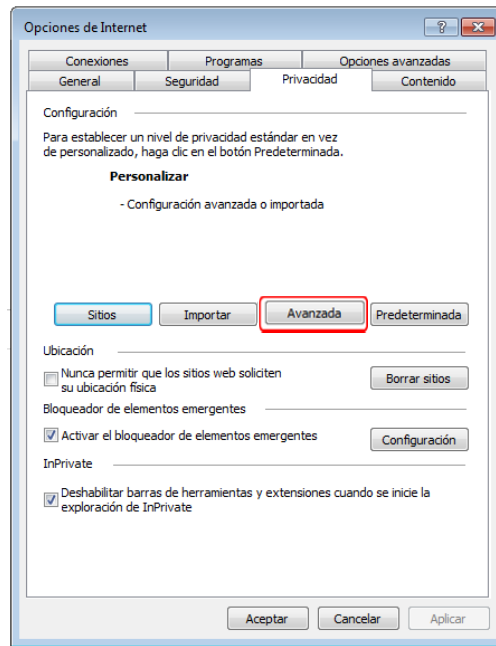 Opciones de Internet
Conexiones Programas Opciones avanzadas
General Seguridad Privacidad Contenido
Configuración
Para establecer un nivel de privacidad estándar en vez
de personalizado, haga clic en el botón Predeterminada.
Personalizar
- Configuración avanzada o importada
Sitios Importar Avanzada Predeterminada
Ubicación
Nunca permitir que los sitios web soliciten
su ubicación física
Borrar sitios
Bloqueador de elementos emergentes
Activar el bloqueador de elementos emergentes
Configuración
InPrivate
Deshabilitar barras de herramientas y extensiones cuando se inicie la
exploración de InPrivate
Aceptar Cancelar Aplicar